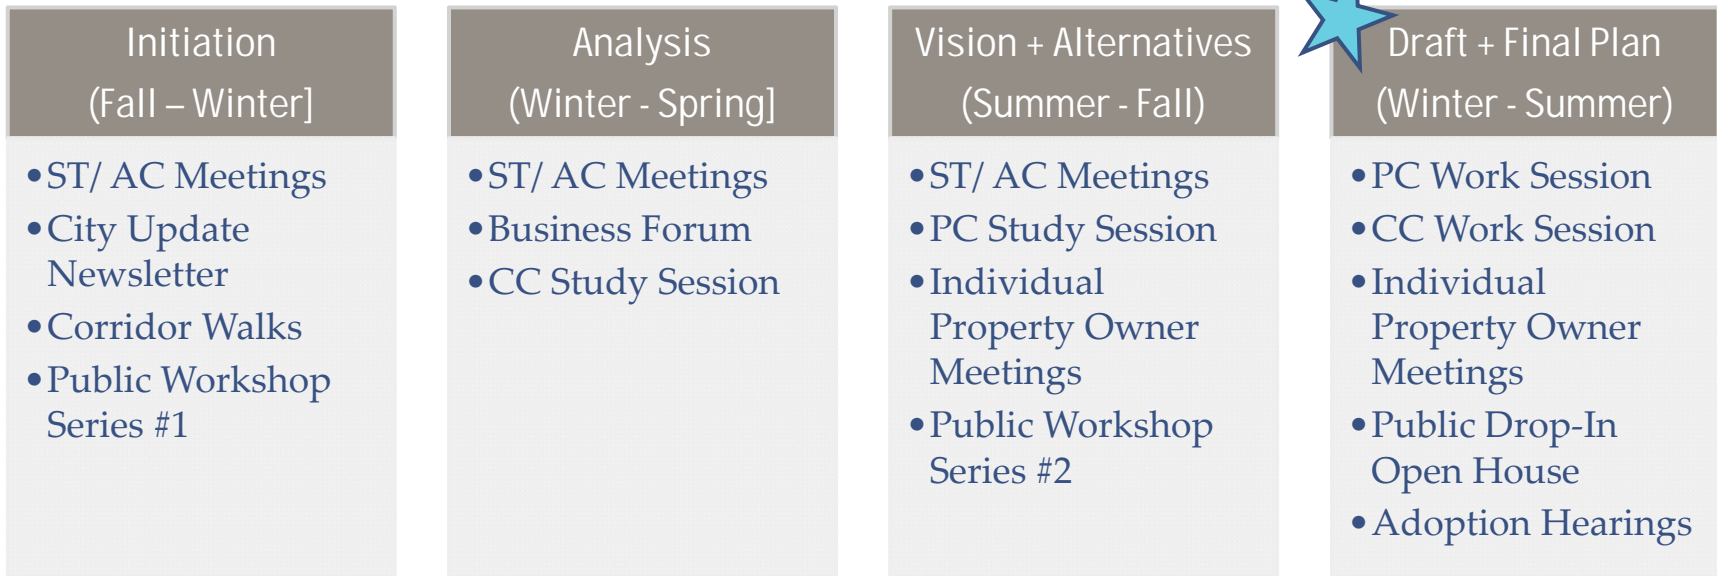 Initiation
(Fall – Winter]
•ST/ AC Meetings
•City Update
Newsletter
•Corridor Walks
•Public Workshop
Series #1
Analysis
(Winter - Spring]
•ST/ AC Meetings
•Business Forum
•CC Study Session
Vision + Alternatives
(Summer - Fall)
•ST/ AC Meetings
•PC Study Session
•Individual
Property Owner
Meetings
•Public Workshop
Series #2
Draft + Final Plan
(Winter - Summer)
•PC Work Session
•CC Work Session
•Individual
Property Owner
Meetings
•Public Drop-In
Open House
•Adoption Hearings